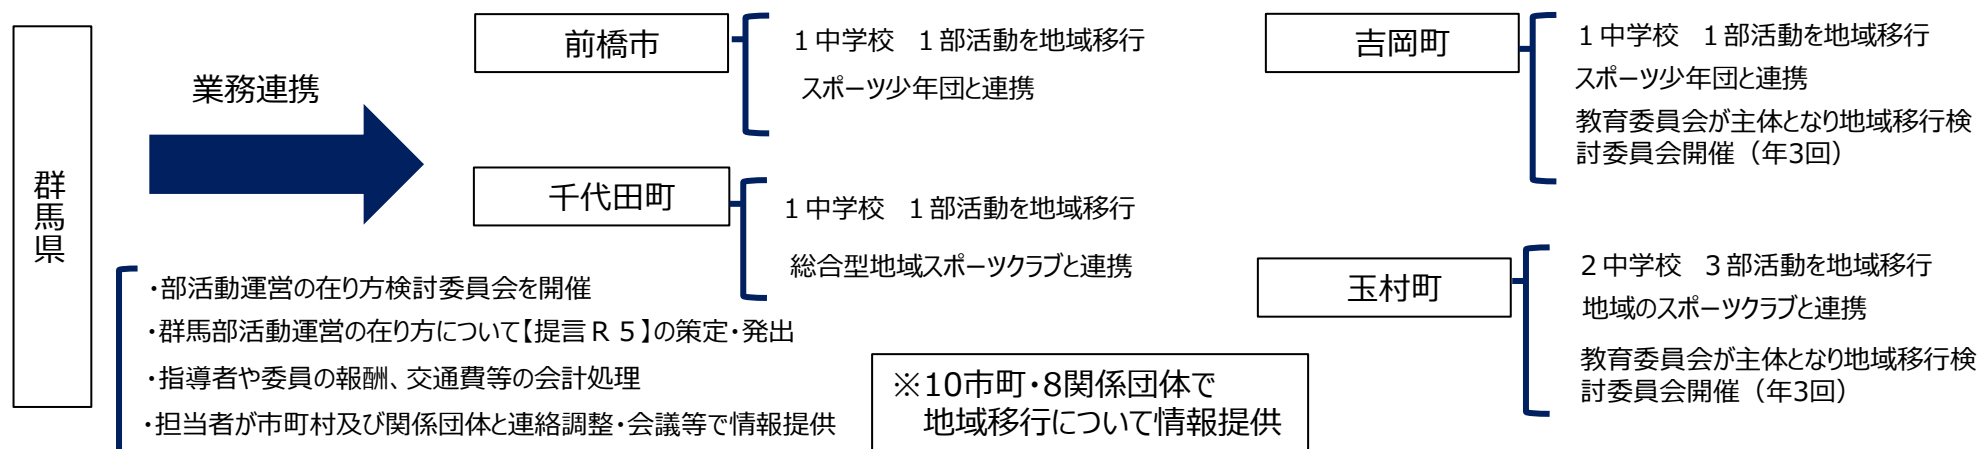 群馬県
業務連携
・部活動運営の在り方検討委員会を開催
・群馬部活動運営の在り方について【提言Ｒ５】の策定・発出
・指導者や委員の報酬、交通費等の会計処理
・担当者が市町村及び関係団体と連絡調整・会議等で情報提供
前橋市
１中学校　１部活動を地域移行
スポーツ少年団と連携
千代田町
１中学校　１部活動を地域移行
総合型地域スポーツクラブと連携
吉岡町
１中学校　１部活動を地域移行
スポーツ少年団と連携
教育委員会が主体となり地域移行検
討委員会開催（年3回）
玉村町
２中学校　３部活動を地域移行
地域のスポーツクラブと連携
教育委員会が主体となり地域移行検
討委員会開催（年3回）
※10市町・8関係団体で
地域移行について情報提供